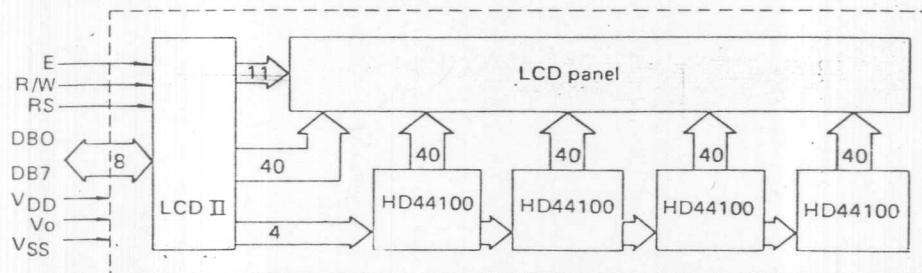 E
R/W
RS
DB0
DB7
VDD
Vo
VSS
8
LCD II
11
40
4
LCD panel
40
40
40
40
HD44100
HD44100
HD44100
HD44100